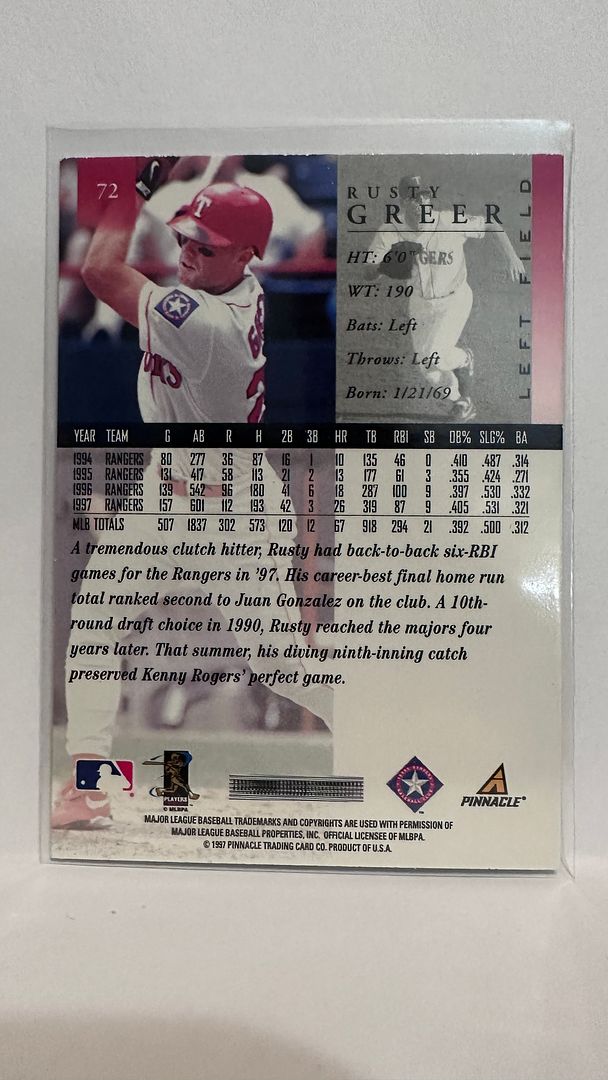 72
RUSTY
GREER
HT: 6'0"
WT: 190
Bats: Left
Throws: Left
Born: 1/21/69
LEFT FIELD
T
GERS
YEAR TEAM G AB R H 2B 3B HR TB RBI SB OB% SLG% BA
1994 RANGERS 80 277 36 87 16 1 10 135 46 0 .410 .487 .314
1995 RANGERS 131 417 58 113 21 2 13 177 61 3 .355 .424 .271
1996 RANGERS 139 542 96 180 41 6 18 287 100 9 .397 .530 .332
1997 RANGERS 157 601 112 193 42 3 26 319 87 9 .405 .531 .321
MLB TOTALS 507 1837 302 573 120 12 67 918 294 21 .392 .500 .312
A tremendous clutch hitter, Rusty had back-to-back six-RBI
games for the Rangers in '97. His career-best final home run
total ranked second to Juan Gonzalez on the club. A 10th-
round draft choice in 1990, Rusty reached the majors four
years later. That summer, his diving ninth-inning catch
preserved Kenny Rogers' perfect game.
PLAYERS
© MLBPA
TM
PINNACLE®
MAJOR LEAGUE BASEBALL TRADEMARKS AND COPYRIGHTS ARE USED WITH PERMISSION OF
MAJOR LEAGUE BASEBALL PROPERTIES, INC. OFFICIAL LICENSEE OF MLBPA.
© 1997 PINNACLE TRADING CARD CO. PRODUCT OF U.S.A.